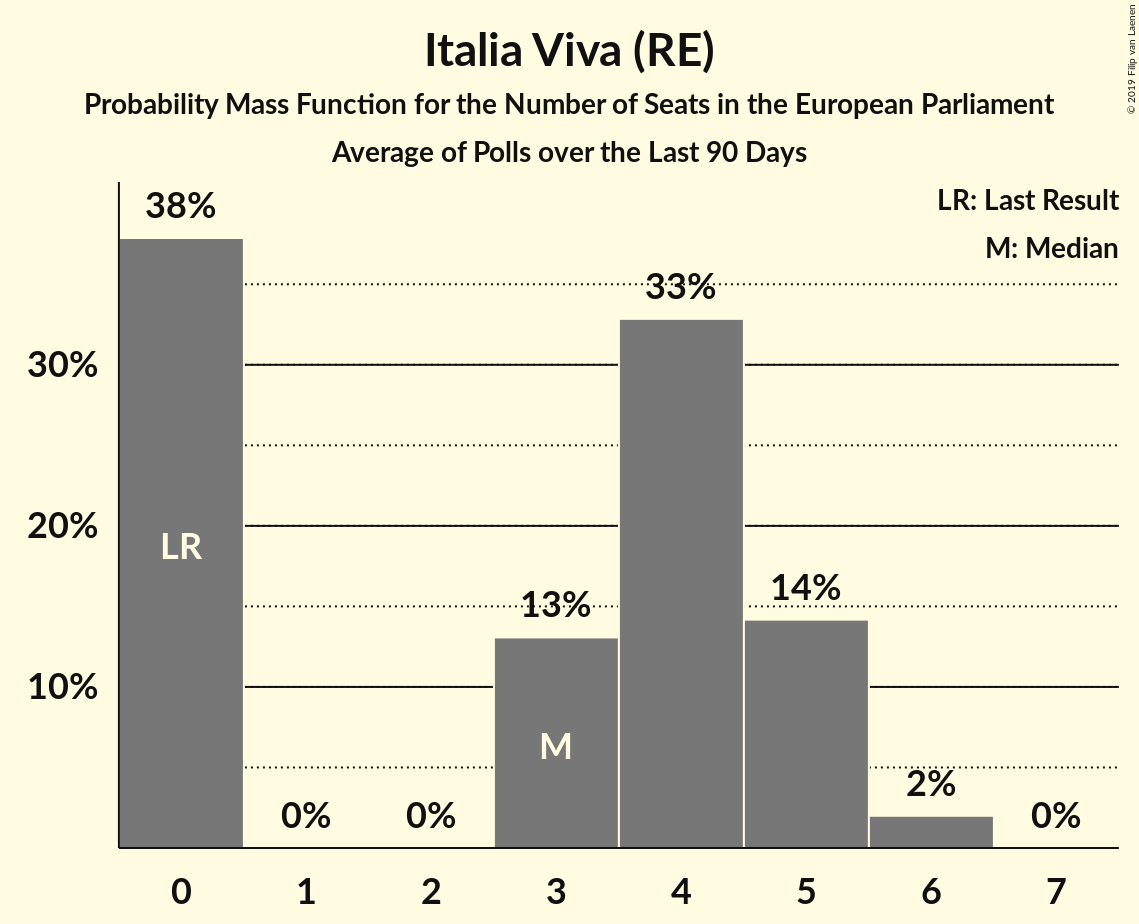 Italia Viva (RE)
Probability Mass Function for the Number of Seats in the European Parliament
Average of Polls over the Last 90 Days
© 2019 Filip van Laenen
LR: Last Result
M: Median
38%
33%
30%
20%
LR
13%
14%
10%
M
0%
0%
2%
0%
0
1
2
3
4
5
6
7